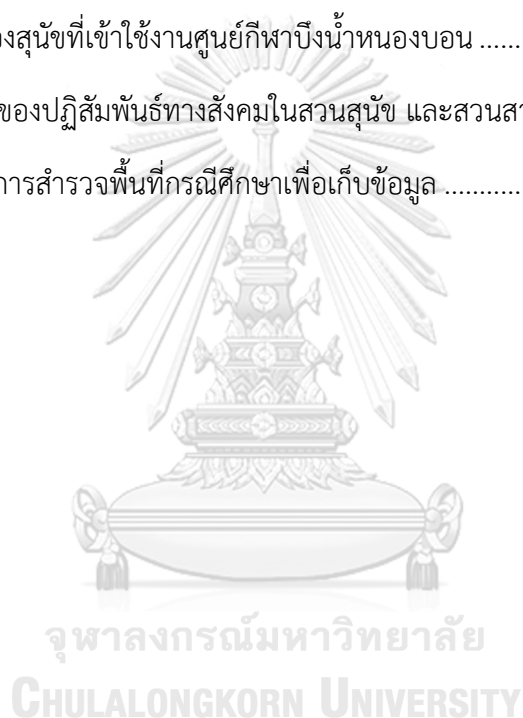 องสุนัขที่เข้าใช้งานศูนย์กีฬาบึงน้ำหนองบอน ......
ของปฏิสัมพันธ์ทางสังคมในสวนสุนัข และสวนสา
การสำรวจพื้นที่กรณีศึกษาเพื่อเก็บข้อมูล ...........
จุฬาลงกรณ์มหาวิทยาลัย
CHULALONGKORN UNIVERSITY